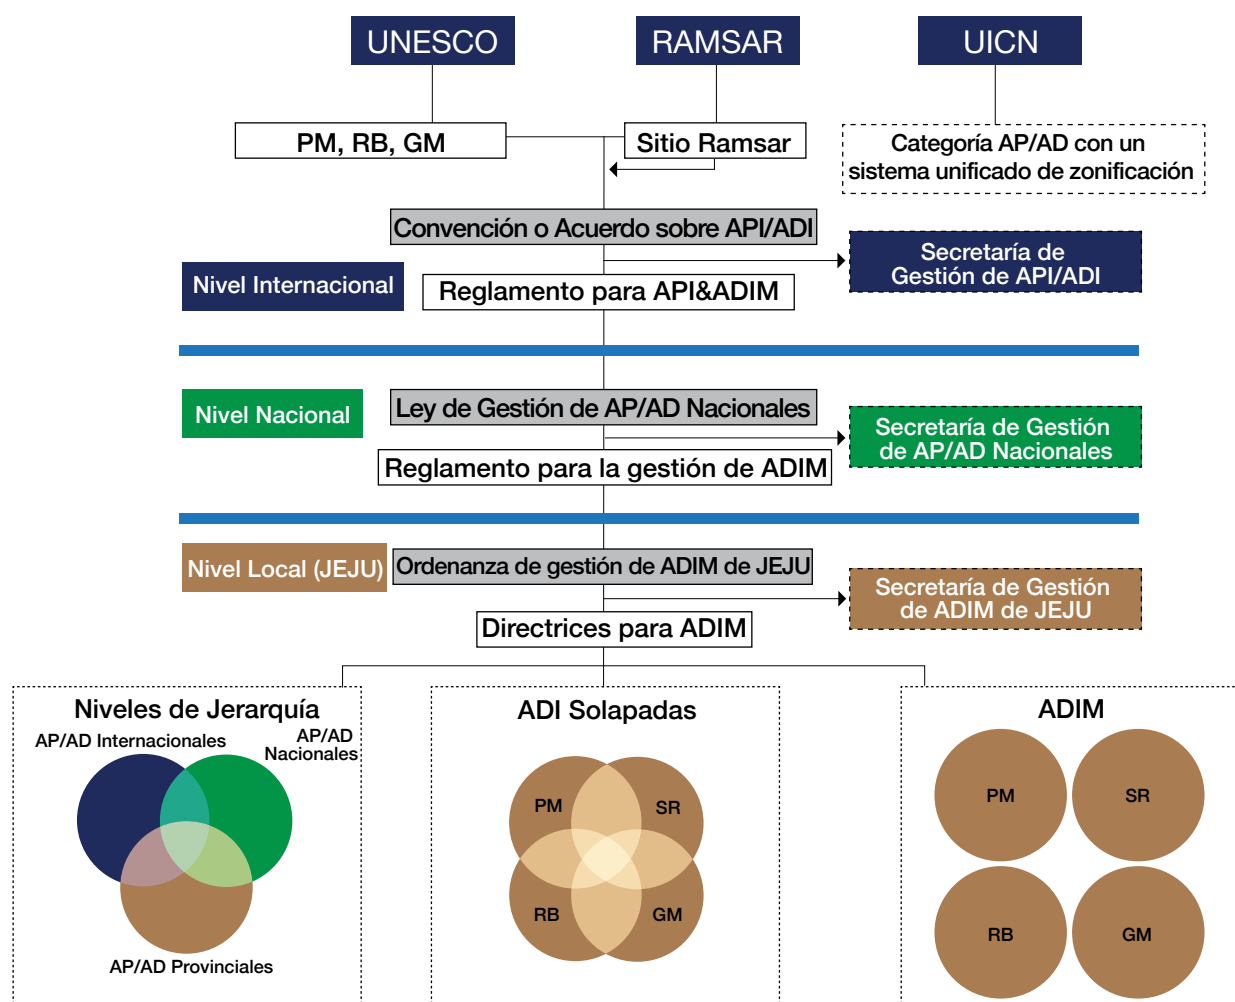 UNESCO
RAMSAR
UICN
PM, RB, GM
Sitio Ramsar
Categoría AP/AD con un
sistema unificado de zonificación
Convención o Acuerdo sobre API/ADI
Secretaría de
Gestión de API/ADI
Nivel Internacional
Reglamento para API&ADIM
Nivel Nacional
Ley de Gestión de AP/AD Nacionales
Secretaría de Gestión
de AP/AD Nacionales
Reglamento para la gestión de ADIM
Nivel Local (JEJU)
Ordenanza de gestión de ADIM de JEJU
Secretaría de Gestión
de ADIM de JEJU
Directrices para ADIM
Niveles de Jerarquía
AP/AD Internacionales
AP/AD
Nacionales
AP/AD Provinciales
ADI Solapadas
PM
SR
RB
GM
ADIM
PM
SR
RB
GM